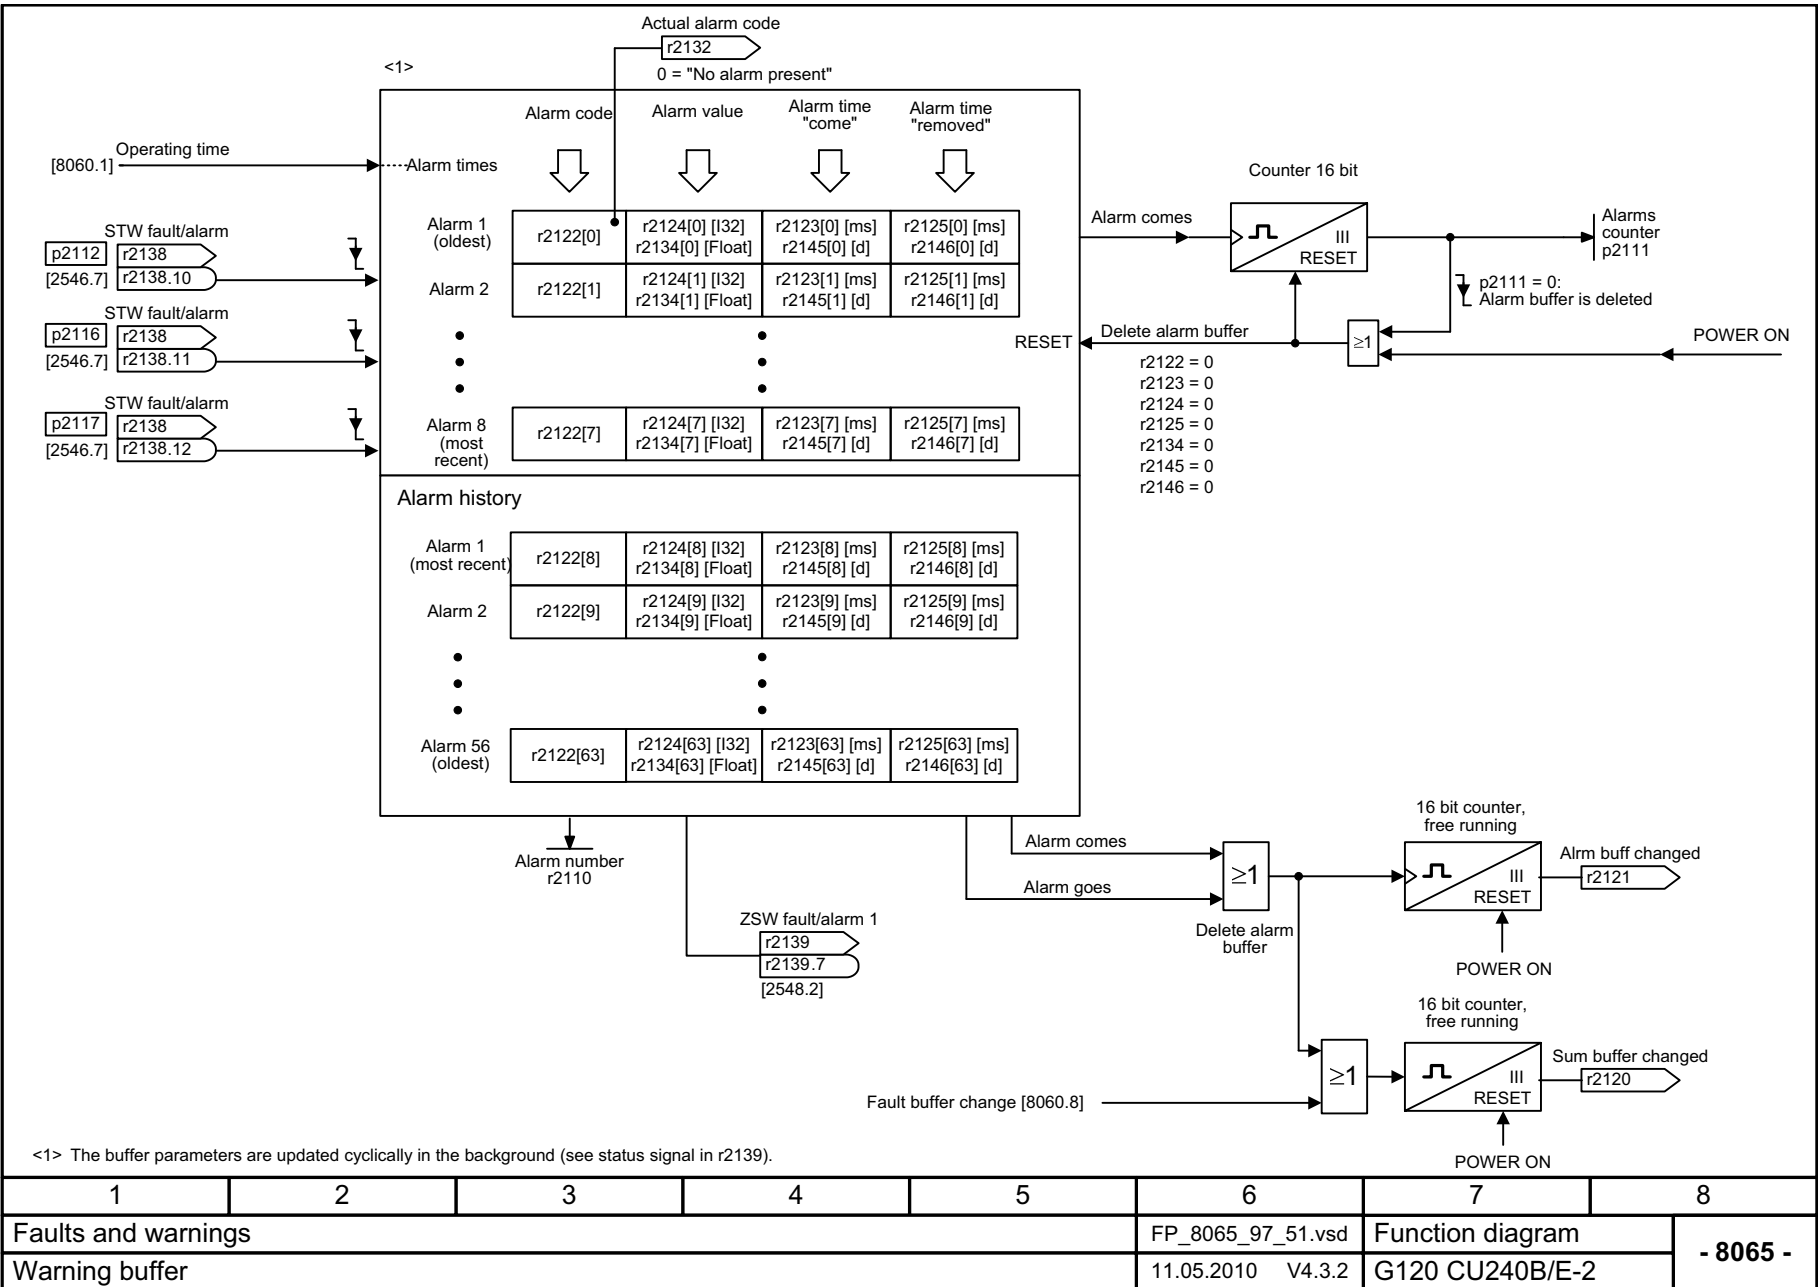 Actual alarm code
r2132
0 = "No alarm present"
<1>
Alarm code
Alarm value
Alarm time
"come"
Alarm time
"removed"
Operating time
[8060.1]
Alarm times
Alarm 1
(oldest)
r2122[0]
r2124[0] [I32]
r2134[0] [Float]
r2123[0] [ms]
r2145[0] [d]
r2125[0] [ms]
r2146[0] [d]
Alarm 2
r2122[1]
r2124[1] [I32]
r2134[1] [Float]
r2123[1] [ms]
r2145[1] [d]
r2125[1] [ms]
r2146[1] [d]
Alarm 8
(most
recent)
r2122[7]
r2124[7] [I32]
r2134[7] [Float]
r2123[7] [ms]
r2145[7] [d]
r2125[7] [ms]
r2146[7] [d]
STW fault/alarm
p2112
r2138
[2546.7]
r2138.10
STW fault/alarm
p2116
r2138
[2546.7]
r2138.11
STW fault/alarm
p2117
r2138
[2546.7]
r2138.12
RESET
Alarm comes
Counter 16 bit
III
RESET
Alarms
counter
p2111
p2111 = 0:
Alarm buffer is deleted
≥1
POWER ON
Delete alarm buffer
r2122 = 0
r2123 = 0
r2124 = 0
r2125 = 0
r2134 = 0
r2145 = 0
r2146 = 0
Alarm history
Alarm 1
(most recent)
r2122[8]
r2124[8] [I32]
r2134[8] [Float]
r2123[8] [ms]
r2145[8] [d]
r2125[8] [ms]
r2146[8] [d]
Alarm 2
r2122[9]
r2124[9] [I32]
r2134[9] [Float]
r2123[9] [ms]
r2145[9] [d]
r2125[9] [ms]
r2146[9] [d]
Alarm 56
(oldest)
r2122[63]
r2124[63] [I32]
r2134[63] [Float]
r2123[63] [ms]
r2145[63] [d]
r2125[63] [ms]
r2146[63] [d]
Alarm number
r2110
ZSW fault/alarm 1
r2139
r2139.7
[2548.2]
Alarm comes
Alarm goes
≥1
Delete alarm
buffer
16 bit counter,
free running
III
RESET
POWER ON
Alrm buff changed
r2121
Fault buffer change [8060.8]
≥1
16 bit counter,
free running
III
RESET
POWER ON
Sum buffer changed
r2120
<1> The buffer parameters are updated cyclically in the background (see status signal in r2139).
1 2 3 4 5 6 7 8
Faults and warnings
FP_8065_97_51.vsd
Function diagram
- 8065 -
Warning buffer
11.05.2010 V4.3.2
G120 CU240B/E-2